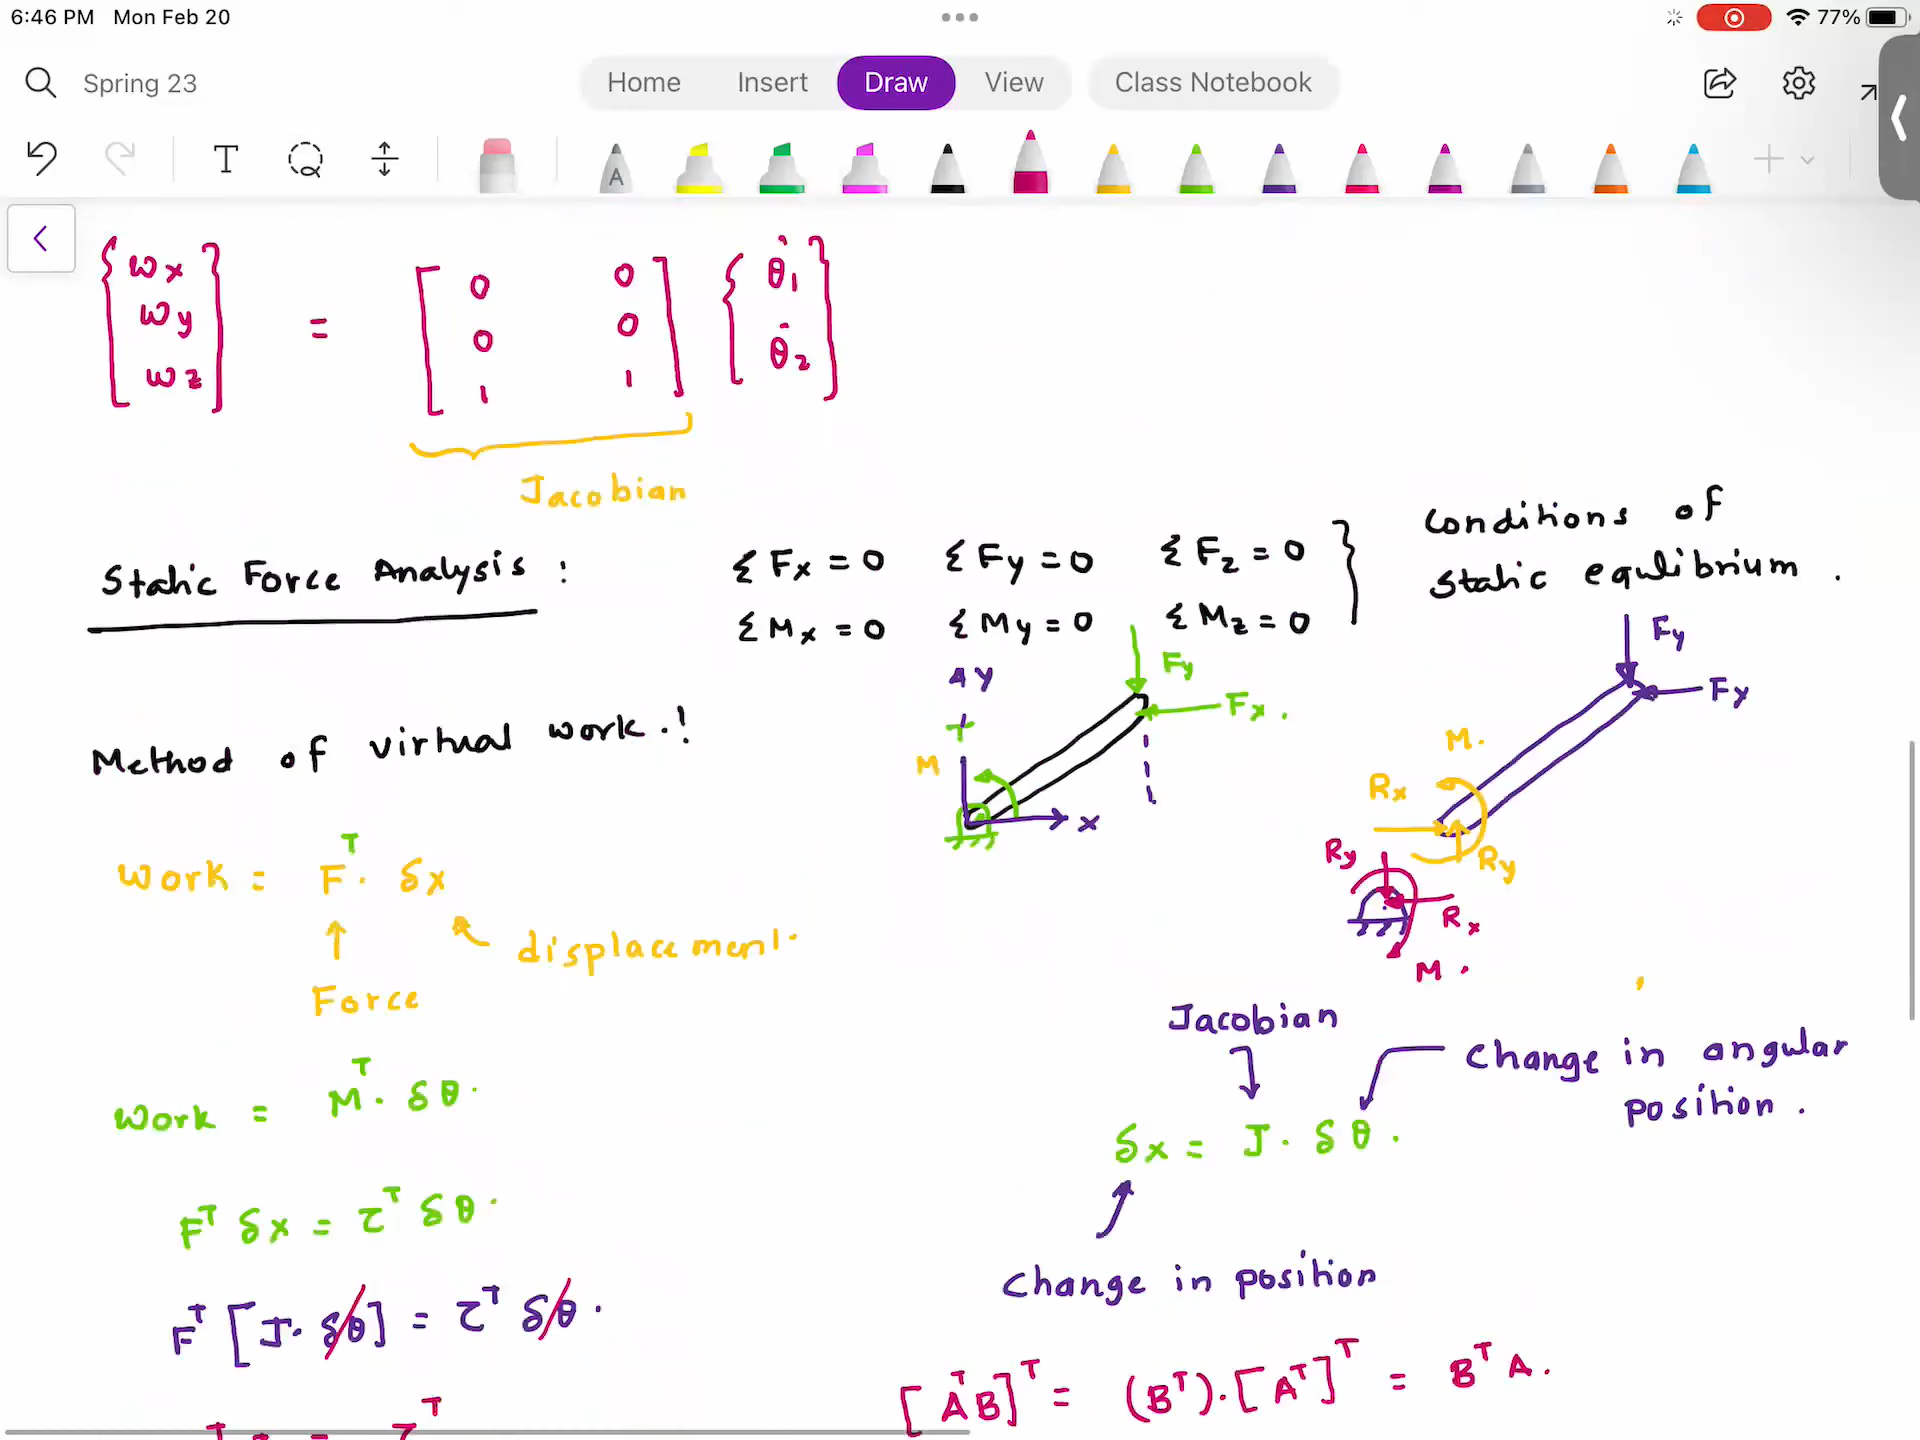 6:46 PM Mon Feb 20
77%
Spring 23
Home Insert Draw View Class Notebook
T
A
{ωx ωy ωz} = [0 0; 0 0; 1 1] {θ̇1 θ̇2}
Jacobian
Static Force Analysis :
ΣFx = 0 ΣFy = 0 ΣFz = 0
ΣMx = 0 ΣMy = 0 ΣMz = 0
Conditions of
static equlibrium .
Method of virtual work .!
Y
Fy
Fx .
M
x
Fy
Fy
M .
Rx
Ry
Ry
Rx
M .
Work = F^T . δx
Force
displacement.
Work = M^T . δθ .
F^T δx = τ^T δθ .
F^T [J . δθ] = τ^T δθ .
Jacobian
Change in angular
position .
δx = J . δθ .
Change in position
[A^T B]^T = (B^T) . [A^T]^T = B^T A .